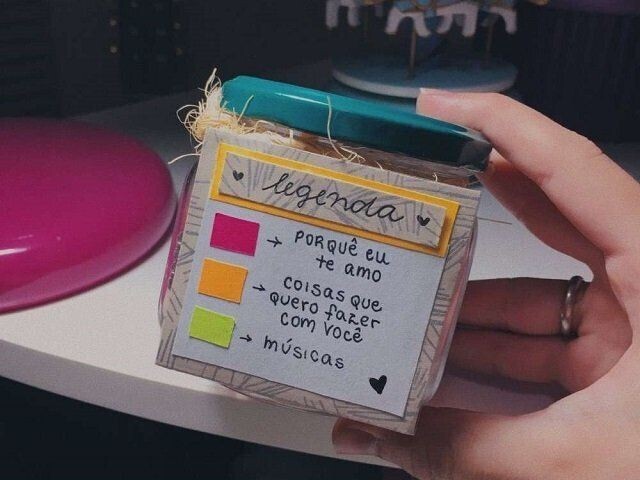 legenda
PORQUÊ EU
te AMO
COISAS QUE
QUERO fAZER
COM VOCÊ
MÚSICAS